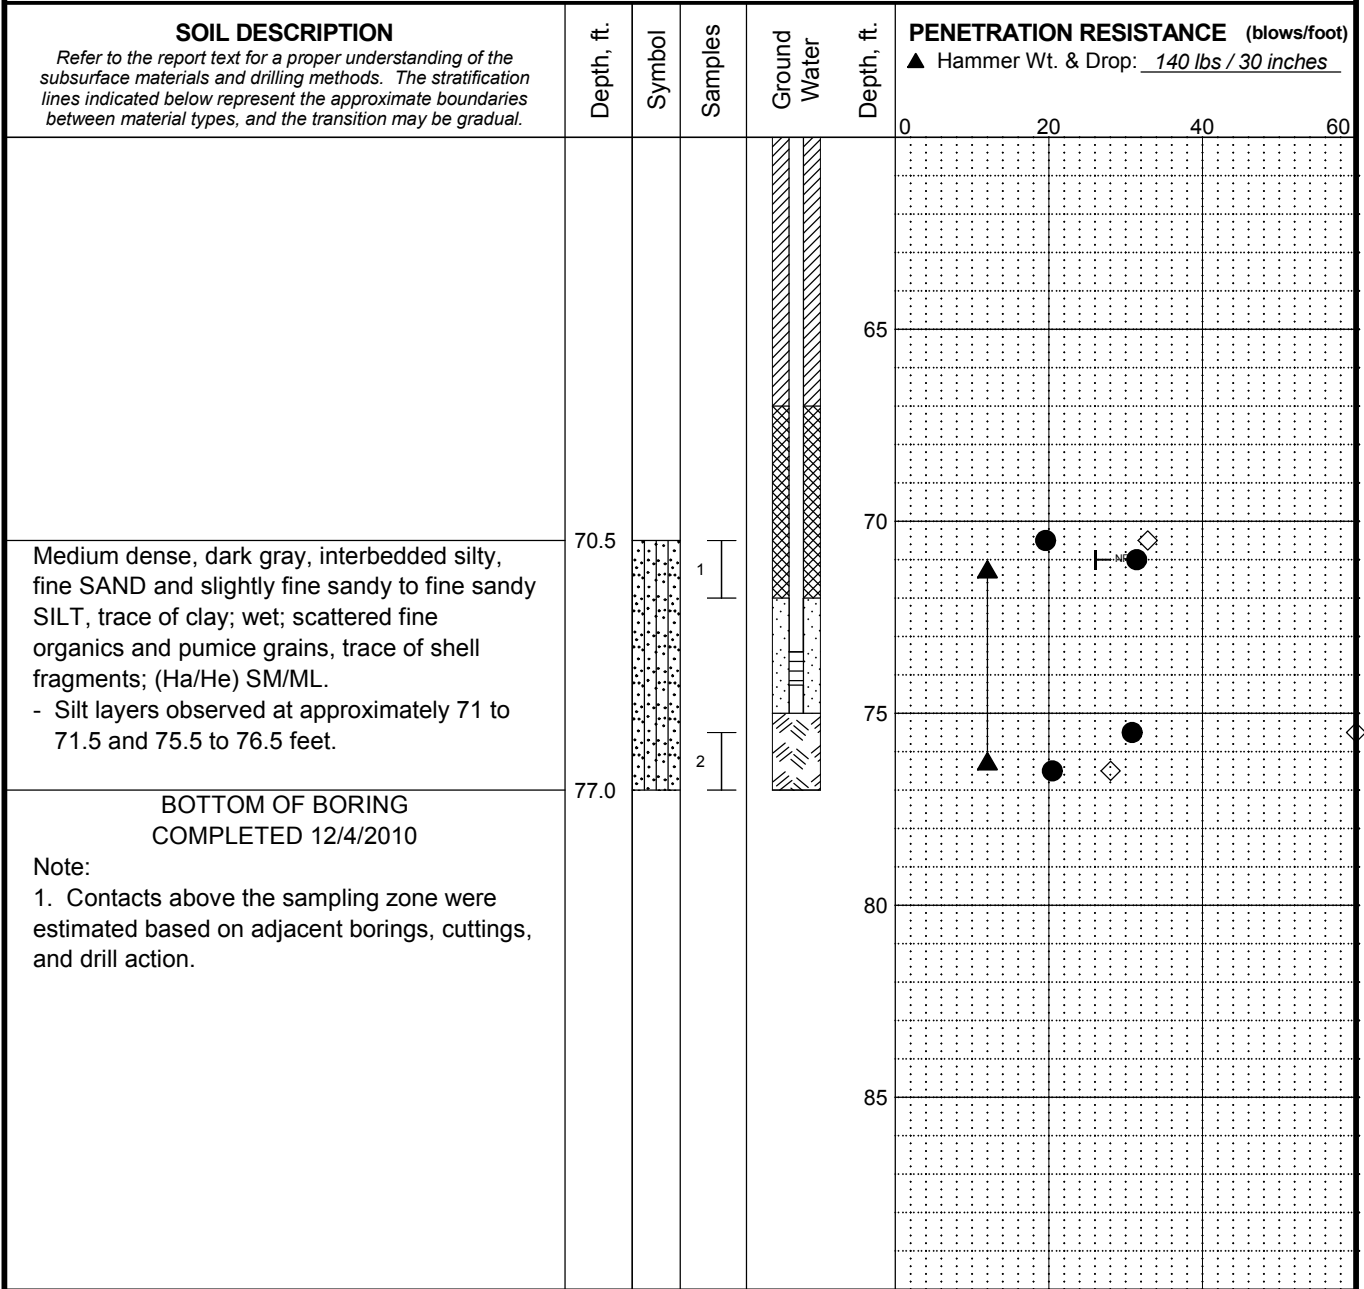 SOIL DESCRIPTION
Refer to the report text for a proper understanding of the
subsurface materials and drilling methods. The stratification
lines indicated below represent the approximate boundaries
between material types, and the transition may be gradual.
Depth, ft.
Symbol
Samples
Ground
Water
Depth, ft.
PENETRATION RESISTANCE (blows/foot)
▲ Hammer Wt. & Drop: 140 lbs / 30 inches
0 20 40 60
65
70
70.5
Medium dense, dark gray, interbedded silty,
fine SAND and slightly fine sandy to fine sandy
SILT, trace of clay; wet; scattered fine
organics and pumice grains, trace of shell
fragments; (Ha/He) SM/ML.
- Silt layers observed at approximately 71 to
71.5 and 75.5 to 76.5 feet.
1
75
2
77.0
BOTTOM OF BORING
COMPLETED 12/4/2010
Note:
1. Contacts above the sampling zone were
estimated based on adjacent borings, cuttings,
and drill action.
80
85